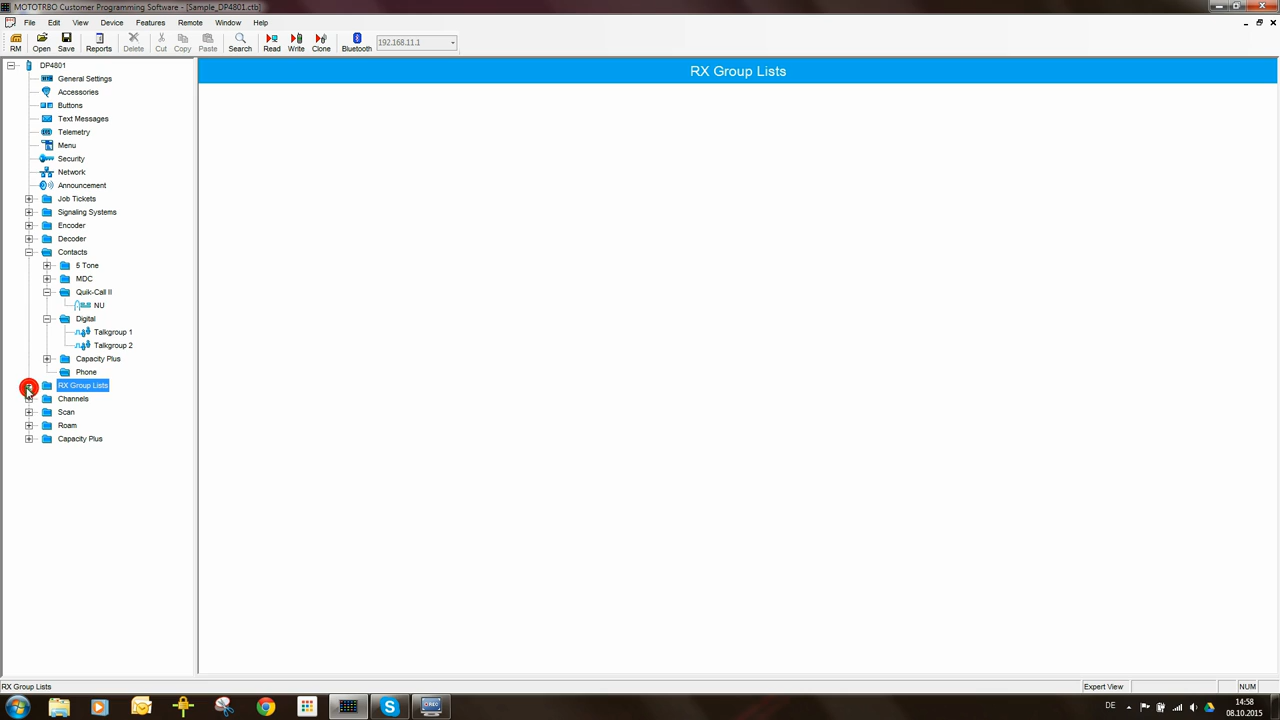 MOTOTRBO Customer Programming Software - [Sample_DP4801.ctb]
File Edit View Device Features Remote Window Help
RM Open Save Reports Delete Cut Copy Paste Search Read Write Clone Bluetooth 192.168.11.1
DP4801
General Settings
Accessories
Buttons
Text Messages
Telemetry
Menu
Security
Network
Announcement
Job Tickets
Signaling Systems
Encoder
Decoder
Contacts
5 Tone
MDC
Quik-Call II
NU
Digital
Talkgroup 1
Talkgroup 2
Capacity Plus
Phone
RX Group Lists
Channels
Scan
Roam
Capacity Plus
RX Group Lists
RX Group Lists
Expert View
NUM
DE
14:58
08.10.2015